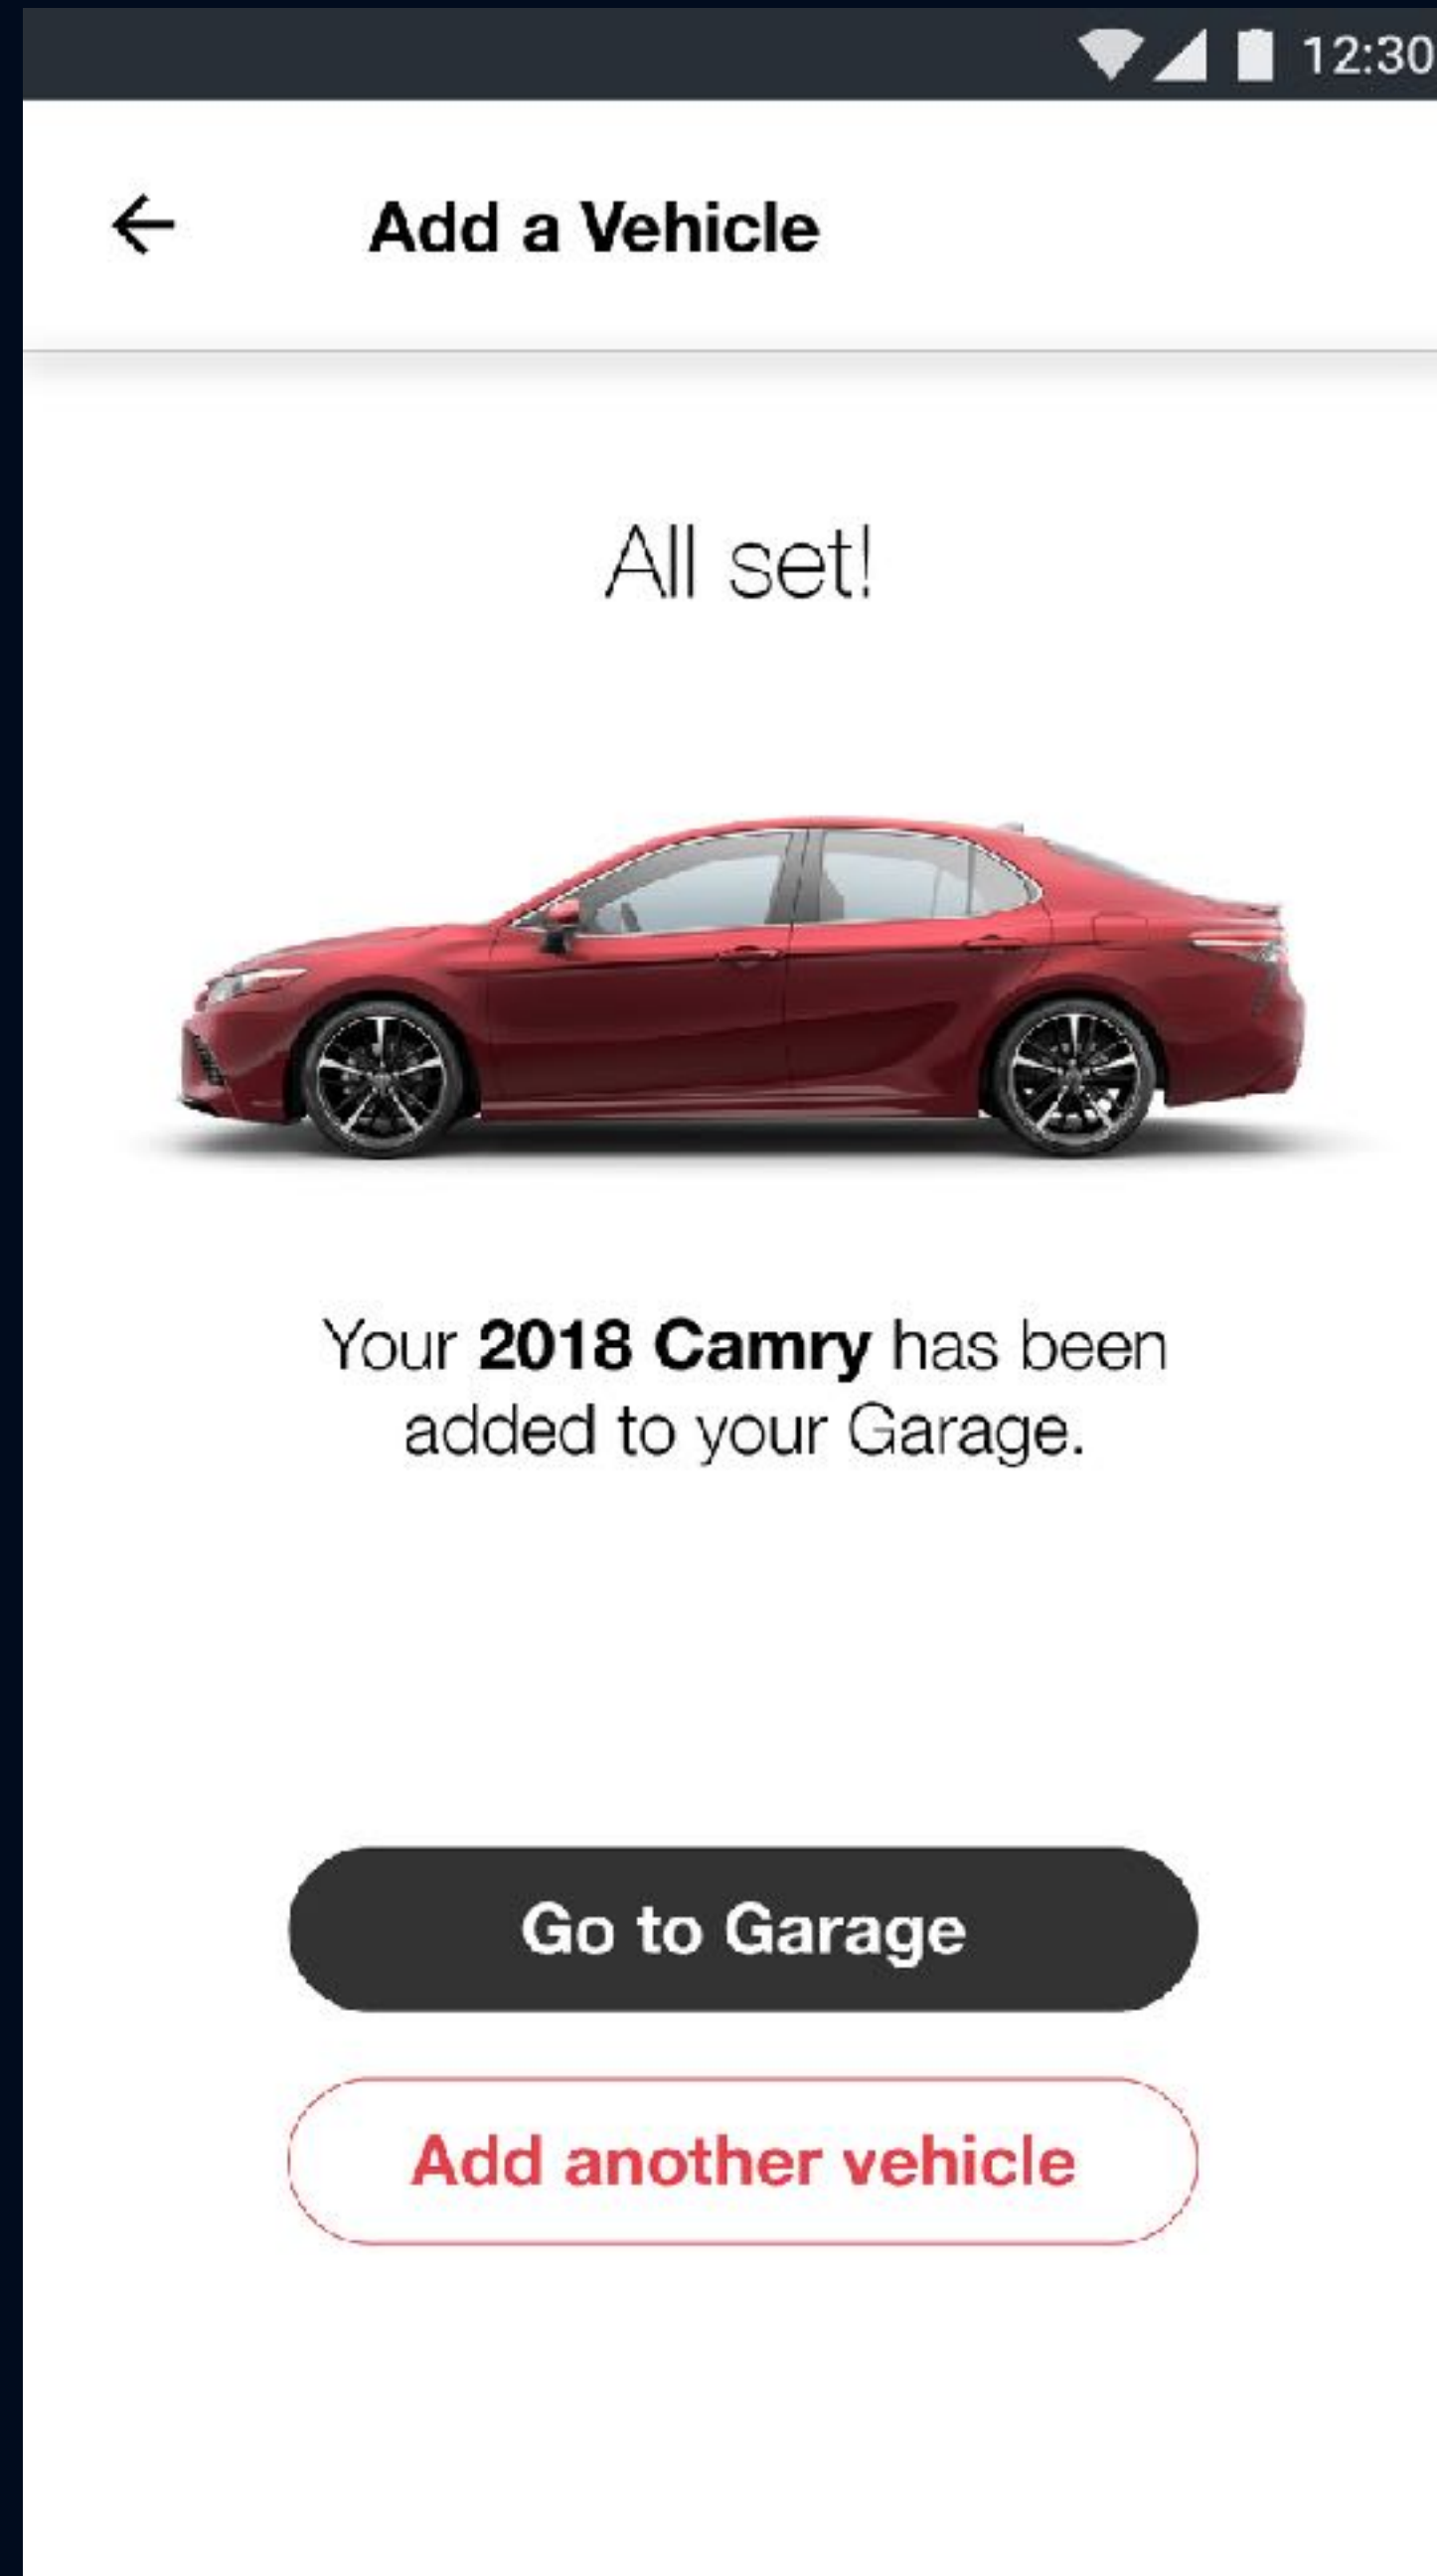 12:30
Add a Vehicle
All set!
Your 2018 Camry has been
added to your Garage.
Go to Garage
Add another vehicle